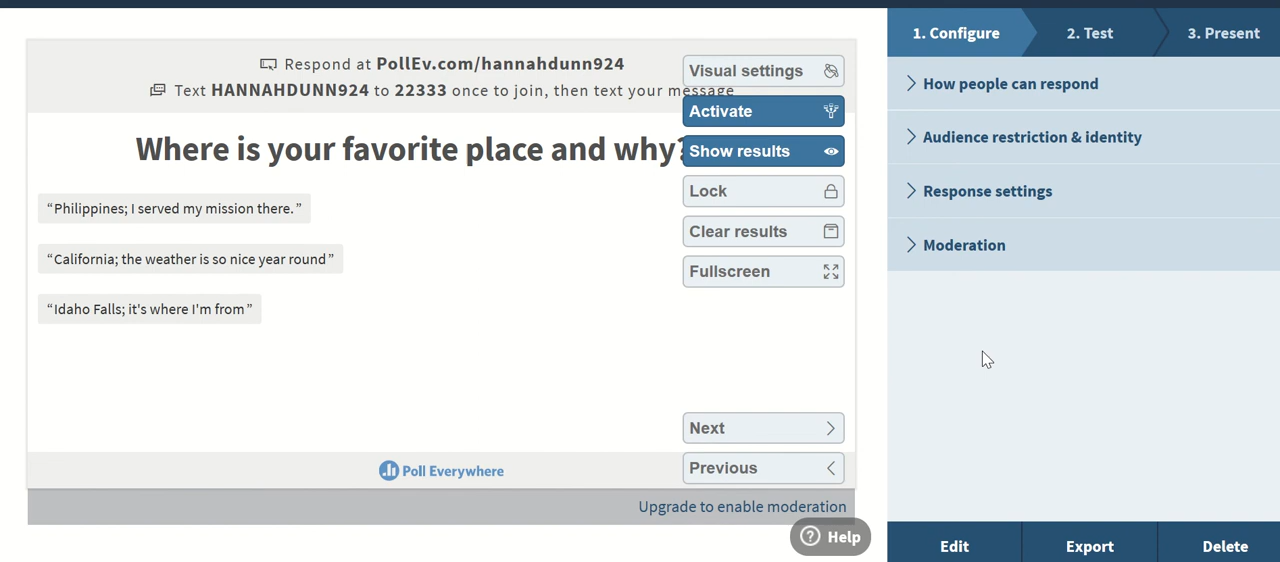 Respond at PollEv.com/hannahdunn924
Text HANNAHDUNN924 to 22333 once to join, then text your message
Where is your favorite place and why?
“Philippines; I served my mission there.”
“California; the weather is so nice year round”
“Idaho Falls; it's where I'm from”
Poll Everywhere
Upgrade to enable moderation
Visual settings
Activate
Show results
Lock
Clear results
Fullscreen
Next
Previous
Help
1. Configure
2. Test
3. Present
How people can respond
Audience restriction & identity
Response settings
Moderation
Edit
Export
Delete